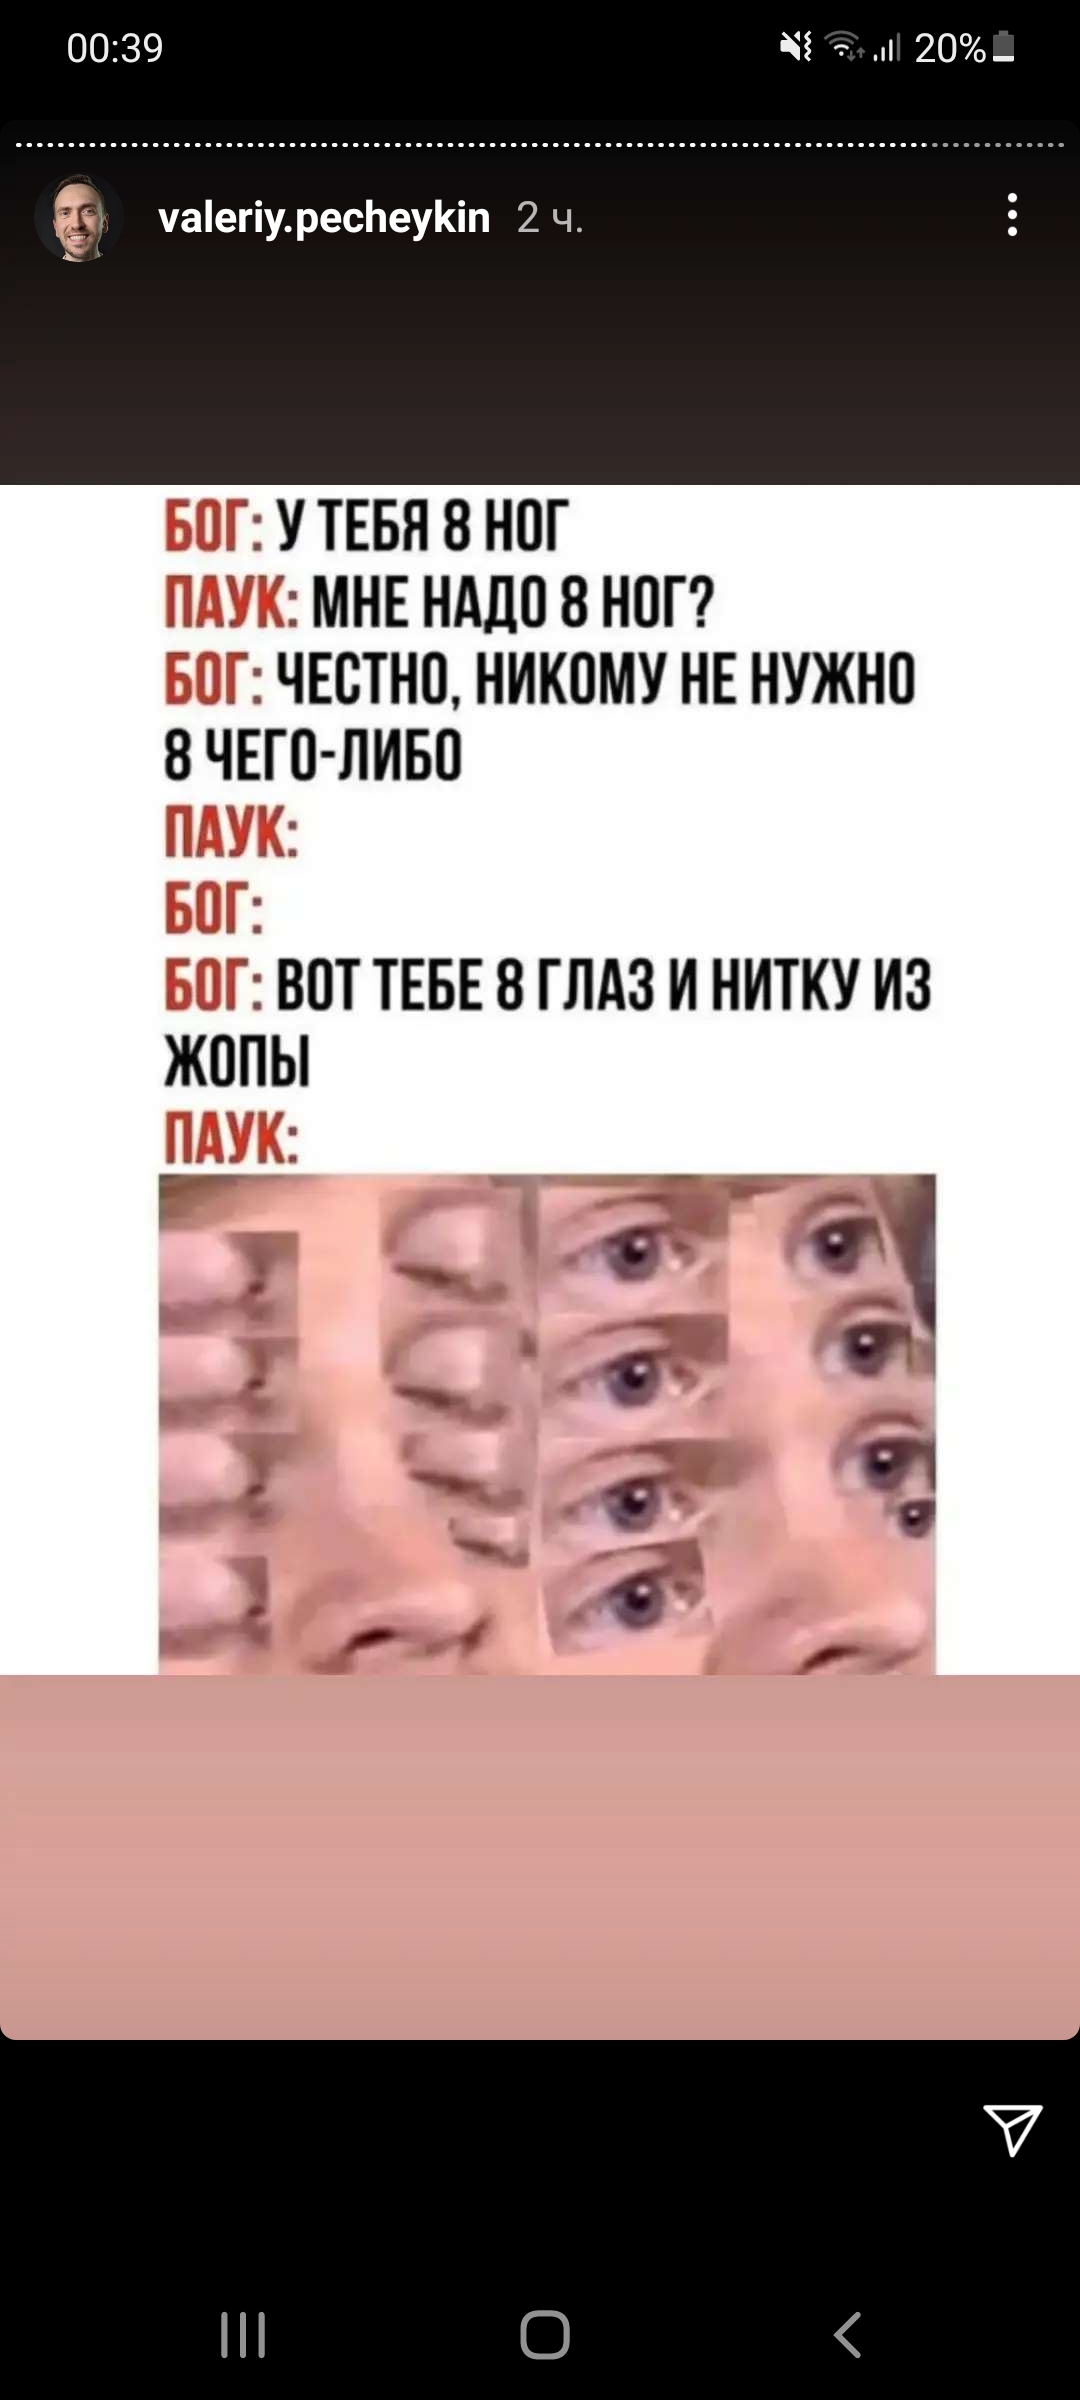 00:39
20%
valeriy.pecheykin 2 ч.
БОГ: У ТЕБЯ 8 НОГ
ПАУК: МНЕ НАДО 8 НОГ?
БОГ: ЧЕСТНО, НИКОМУ НЕ НУЖНО
8 ЧЕГО-ЛИБО
ПАУК:
БОГ:
БОГ: ВОТ ТЕБЕ 8 ГЛАЗ И НИТКУ ИЗ
ЖОПЫ
ПАУК: